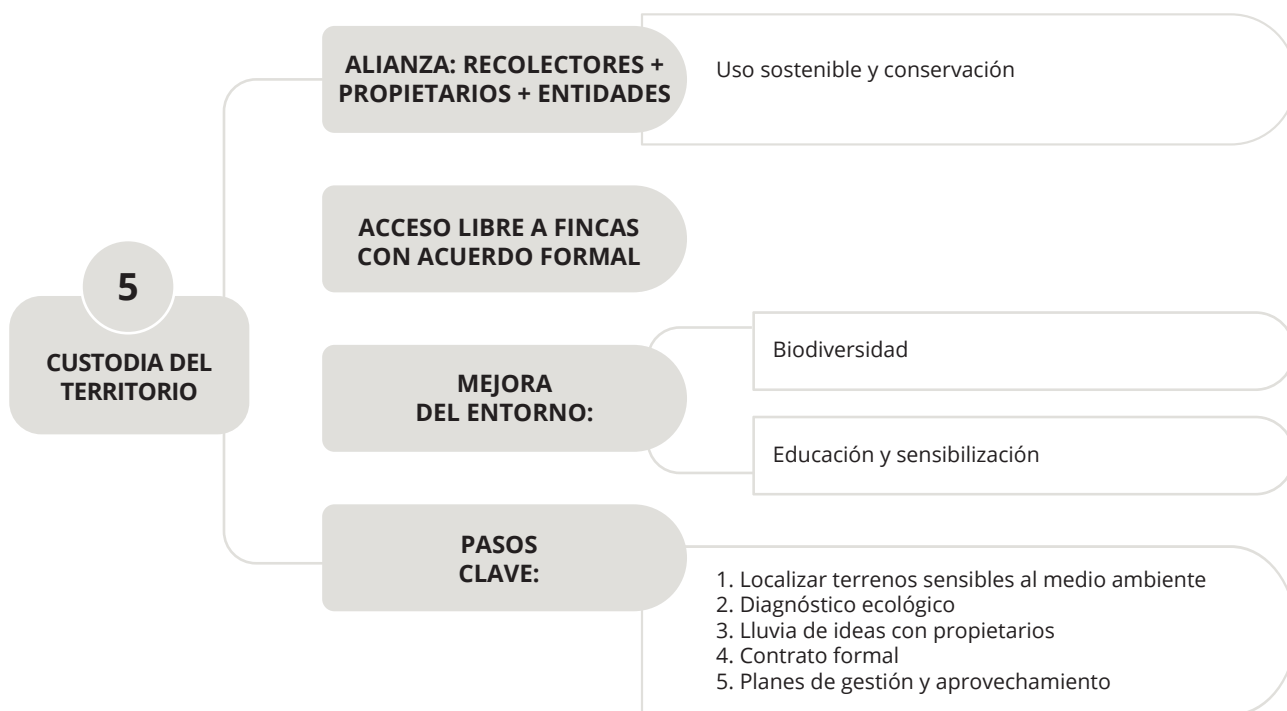 5
CUSTODIA DEL
TERRITORIO
ALIANZA: RECOLECTORES +
PROPIETARIOS + ENTIDADES
Uso sostenible y conservación
ACCESO LIBRE A FINCAS
CON ACUERDO FORMAL
MEJORA
DEL ENTORNO:
Biodiversidad
Educación y sensibilización
PASOS
CLAVE:
1. Localizar terrenos sensibles al medio ambiente
2. Diagnóstico ecológico
3. Lluvia de ideas con propietarios
4. Contrato formal
5. Planes de gestión y aprovechamiento